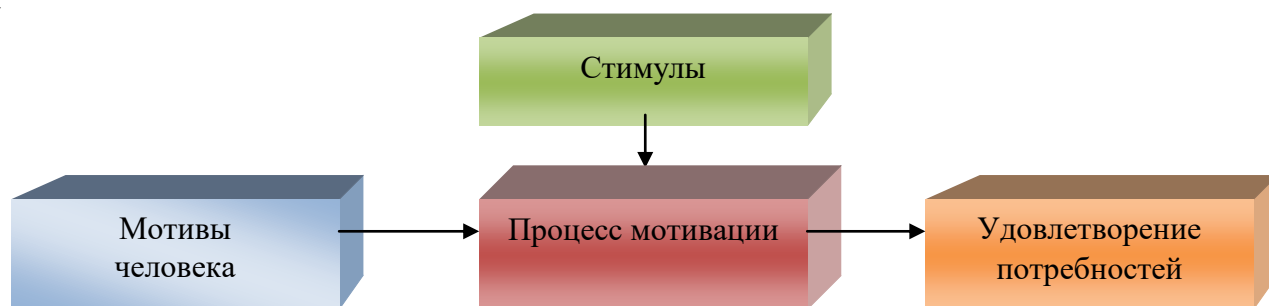 Стимулы
Мотивы
человека
Процесс мотивации
Удовлетворение
потребностей